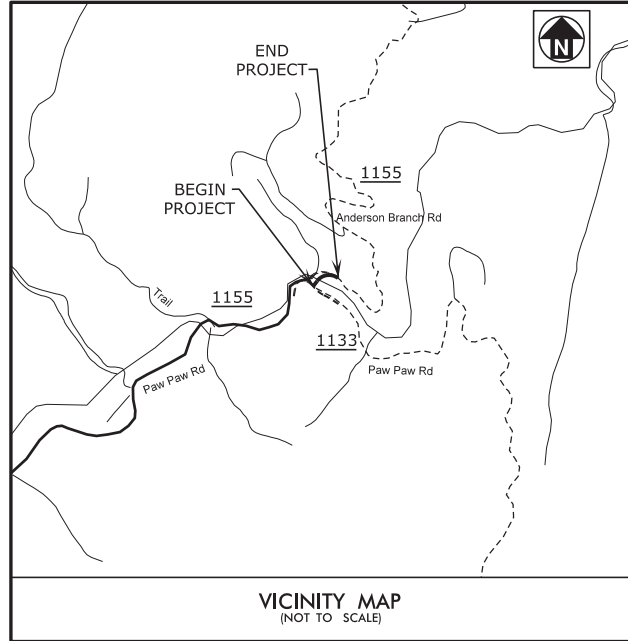 N
END
PROJECT
1155
BEGIN
PROJECT
Anderson Branch Rd
Trail
1155
1133
Paw Paw Rd
Paw Paw Rd
VICINITY MAP
(NOT TO SCALE)